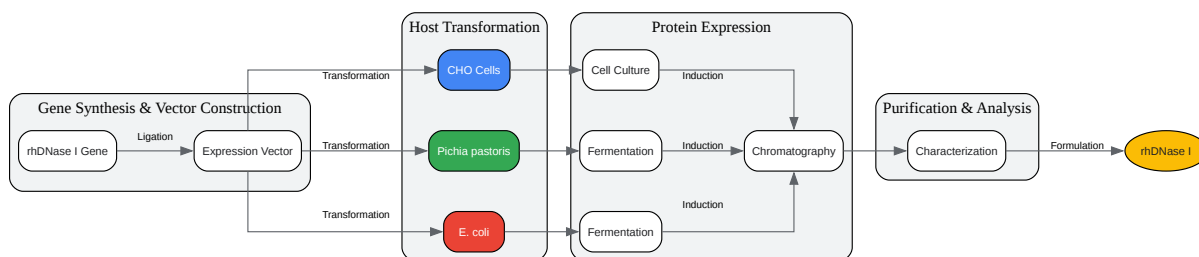 Host Transformation
Protein Expression
CHO Cells
Cell Culture
Transformation
Induction
Gene Synthesis & Vector Construction
Purification & Analysis
rhDNase I Gene
Ligation
Expression Vector
Transformation
Pichia pastoris
Fermentation
Induction
Chromatography
Characterization
Formulation
rhDNase I
Transformation
Induction
E. coli
Fermentation